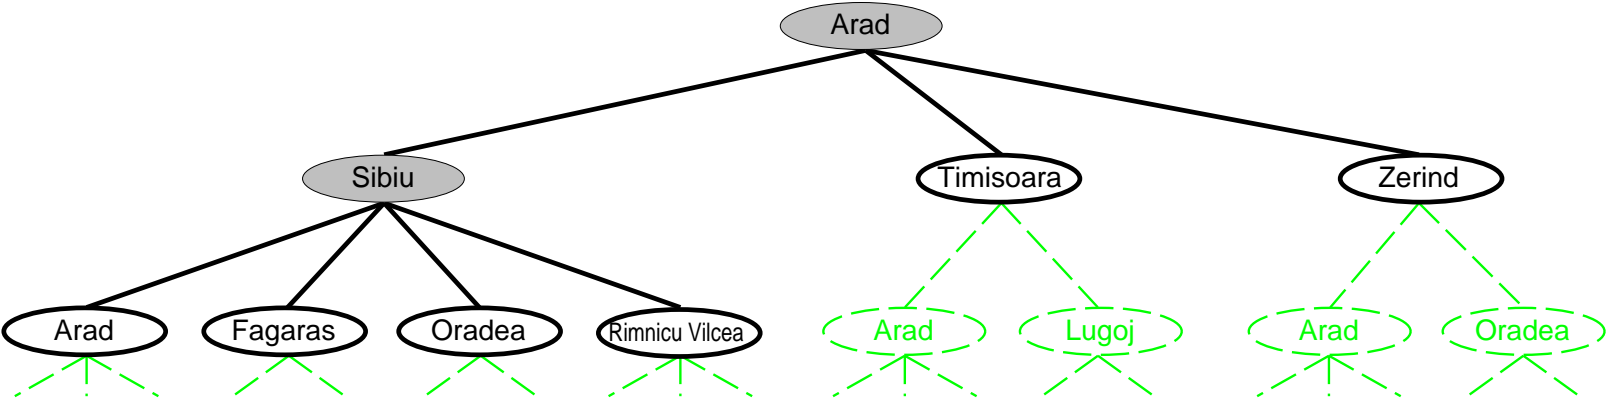 Arad
Sibiu
Timisoara
Zerind
Arad
Fagaras
Oradea
Rimnicu Vilcea
Arad
Lugoj
Arad
Oradea